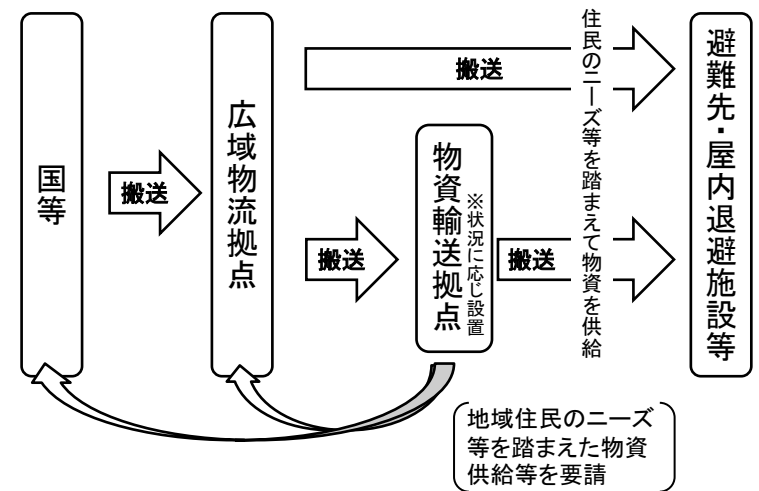 国等
搬送
広域物流拠点
搬送
搬送
物資輸送拠点
※状況に応じ設置
搬送
住民のニーズ等を踏まえて物資を供給
避難先・屋内退避施設等
地域住民のニーズ
等を踏まえた物資
供給等を要請